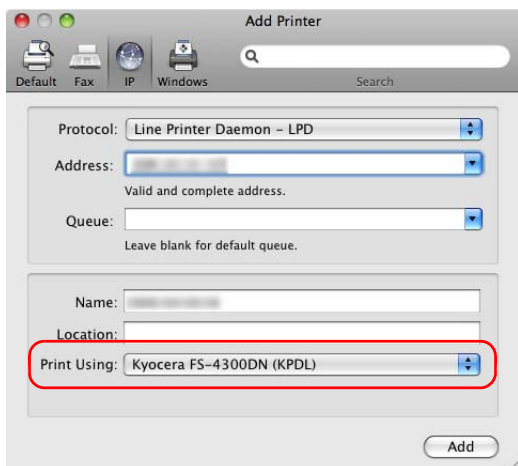 Add Printer
Default Fax IP Windows Search
Protocol: Line Printer Daemon – LPD
Address:
Valid and complete address.
Queue:
Leave blank for default queue.
Name:
Location:
Print Using: Kyocera FS-4300DN (KPDL)
Add